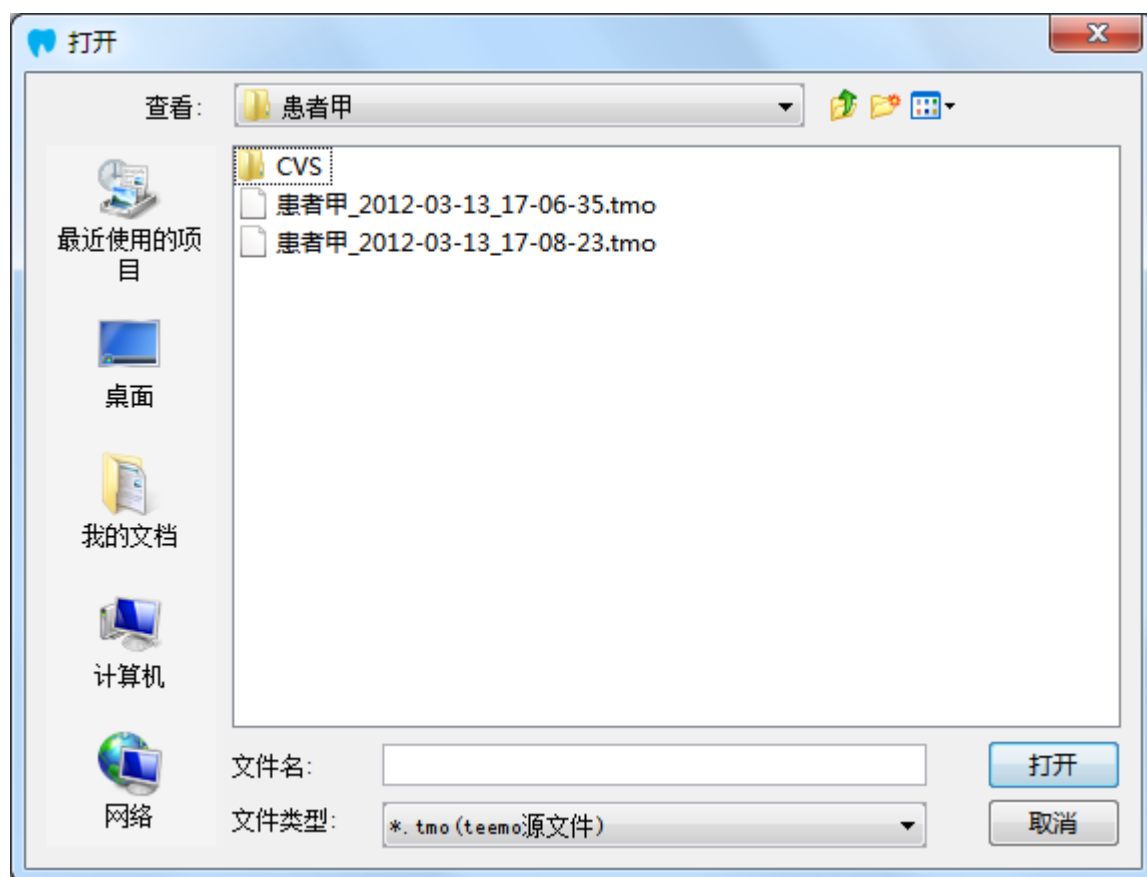 打开
查看:
患者甲
CVS
患者甲_2012-03-13_17-06-35.tmo
患者甲_2012-03-13_17-08-23.tmo
最近使用的项
目
桌面
我的文档
计算机
网络
文件名:
打开
文件类型:
*.tmo(teemo源文件)
取消